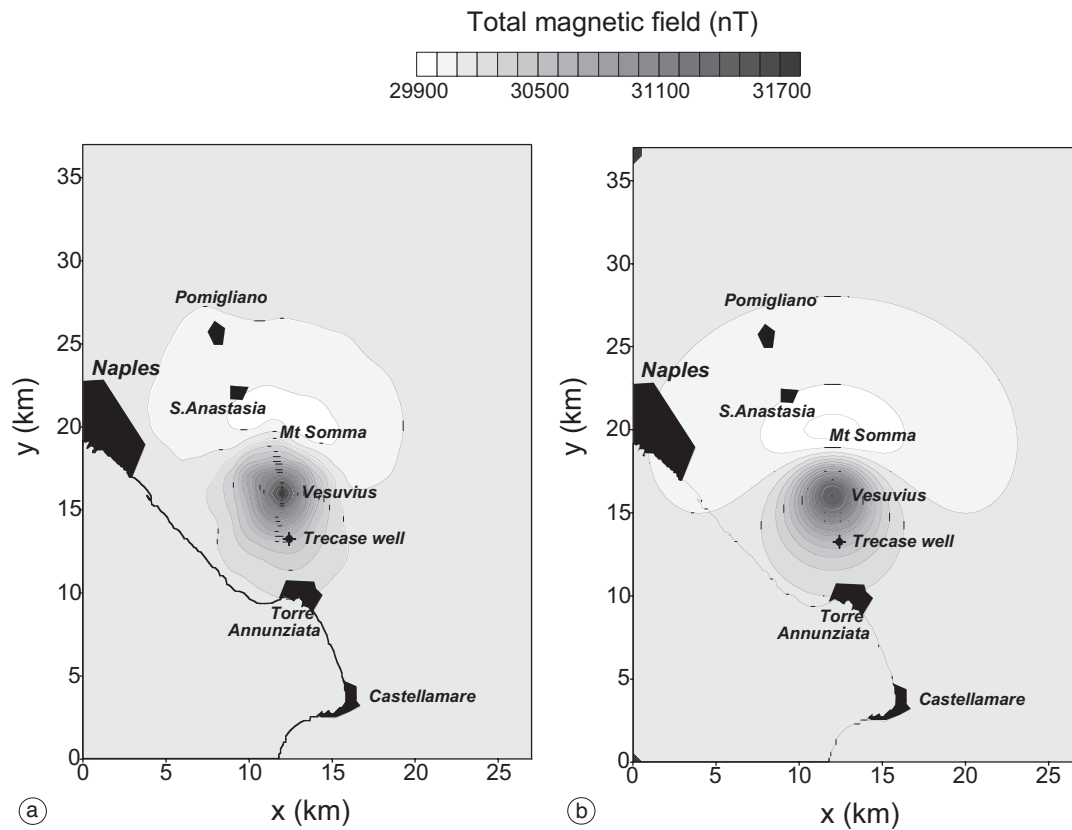 Total magnetic field (nT)
29900 30500 31100 31700
35
30
25
20
15
10
5
0
y (km)
Pomigliano
Naples
S.Anastasia
Mt Somma
Vesuvius
Trecase well
Torre
Annunziata
Castellamare
0 5 10 15 20 25
x (km)
a
35
30
25
20
15
10
5
0
y (km)
Pomigliano
Naples
S.Anastasia
Mt Somma
Vesuvius
Trecase well
Torre
Annunziata
Castellamare
0 5 10 15 20 25
x (km)
b